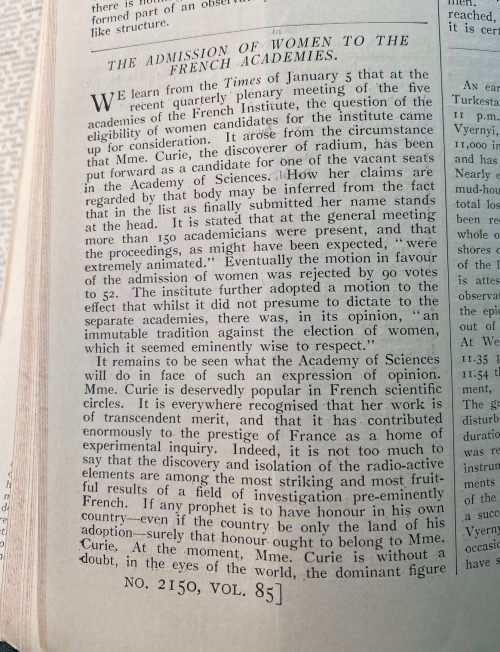 there is
formed part of an
like structure.
THE ADMISSION OF WOMEN TO THE
FRENCH ACADEMIES.
WE learn from the Times of January 5 that at the
recent quarterly plenary meeting of the five
academies of the French Institute, the question of the
eligibility of women candidates for the institute came
up for consideration. It arose from the circumstance
that Mme. Curie, the discoverer of radium, has been
put forward as a candidate for one of the vacant seats
in the Academy of Sciences. How her claims are
regarded by that body may be inferred from the fact
that in the list as finally submitted her name stands
at the head. It is stated that at the general meeting
more than 150 academicians were present, and that
the proceedings, as might have been expected, "were
extremely animated." Eventually the motion in favour
of the admission of women was rejected by 90 votes
to 52. The institute further adopted a motion to the
effect that whilst it did not presume to dictate to the
separate academies, there was, in its opinion, "an
immutable tradition against the election of women,
which it seemed eminently wise to respect."
It remains to be seen what the Academy of Sciences
will do in face of such an expression of opinion.
Mme. Curie is deservedly popular in French scientific
circles. It is everywhere recognised that her work is
of transcendent merit, and that it has contributed
enormously to the prestige of France as a home of
experimental inquiry. Indeed, it is not too much to
say that the discovery and isolation of the radio-active
elements are among the most striking and most fruit-
ful results of a field of investigation pre-eminently
French. If any prophet is to have honour in his own
country—even if the country be only the land of his
adoption—surely that honour ought to belong to Mme.
Curie. At the moment, Mme. Curie is without a
doubt, in the eyes of the world, the dominant figure
NO. 2150, VOL. 85]
reached,
it is
AN
Turkesta
11 p.m.
Vyernyi,
11,000 in
and has
Nearly
mud-hou
total los
been re
whole o
shores
of the l
is attes
observat
the epi
out of
At We
11.35
11.54 th
ment,
The gr
disturb
duratio
was re
instrum
ments
of the
a succ
Vyerny
occasio
have s